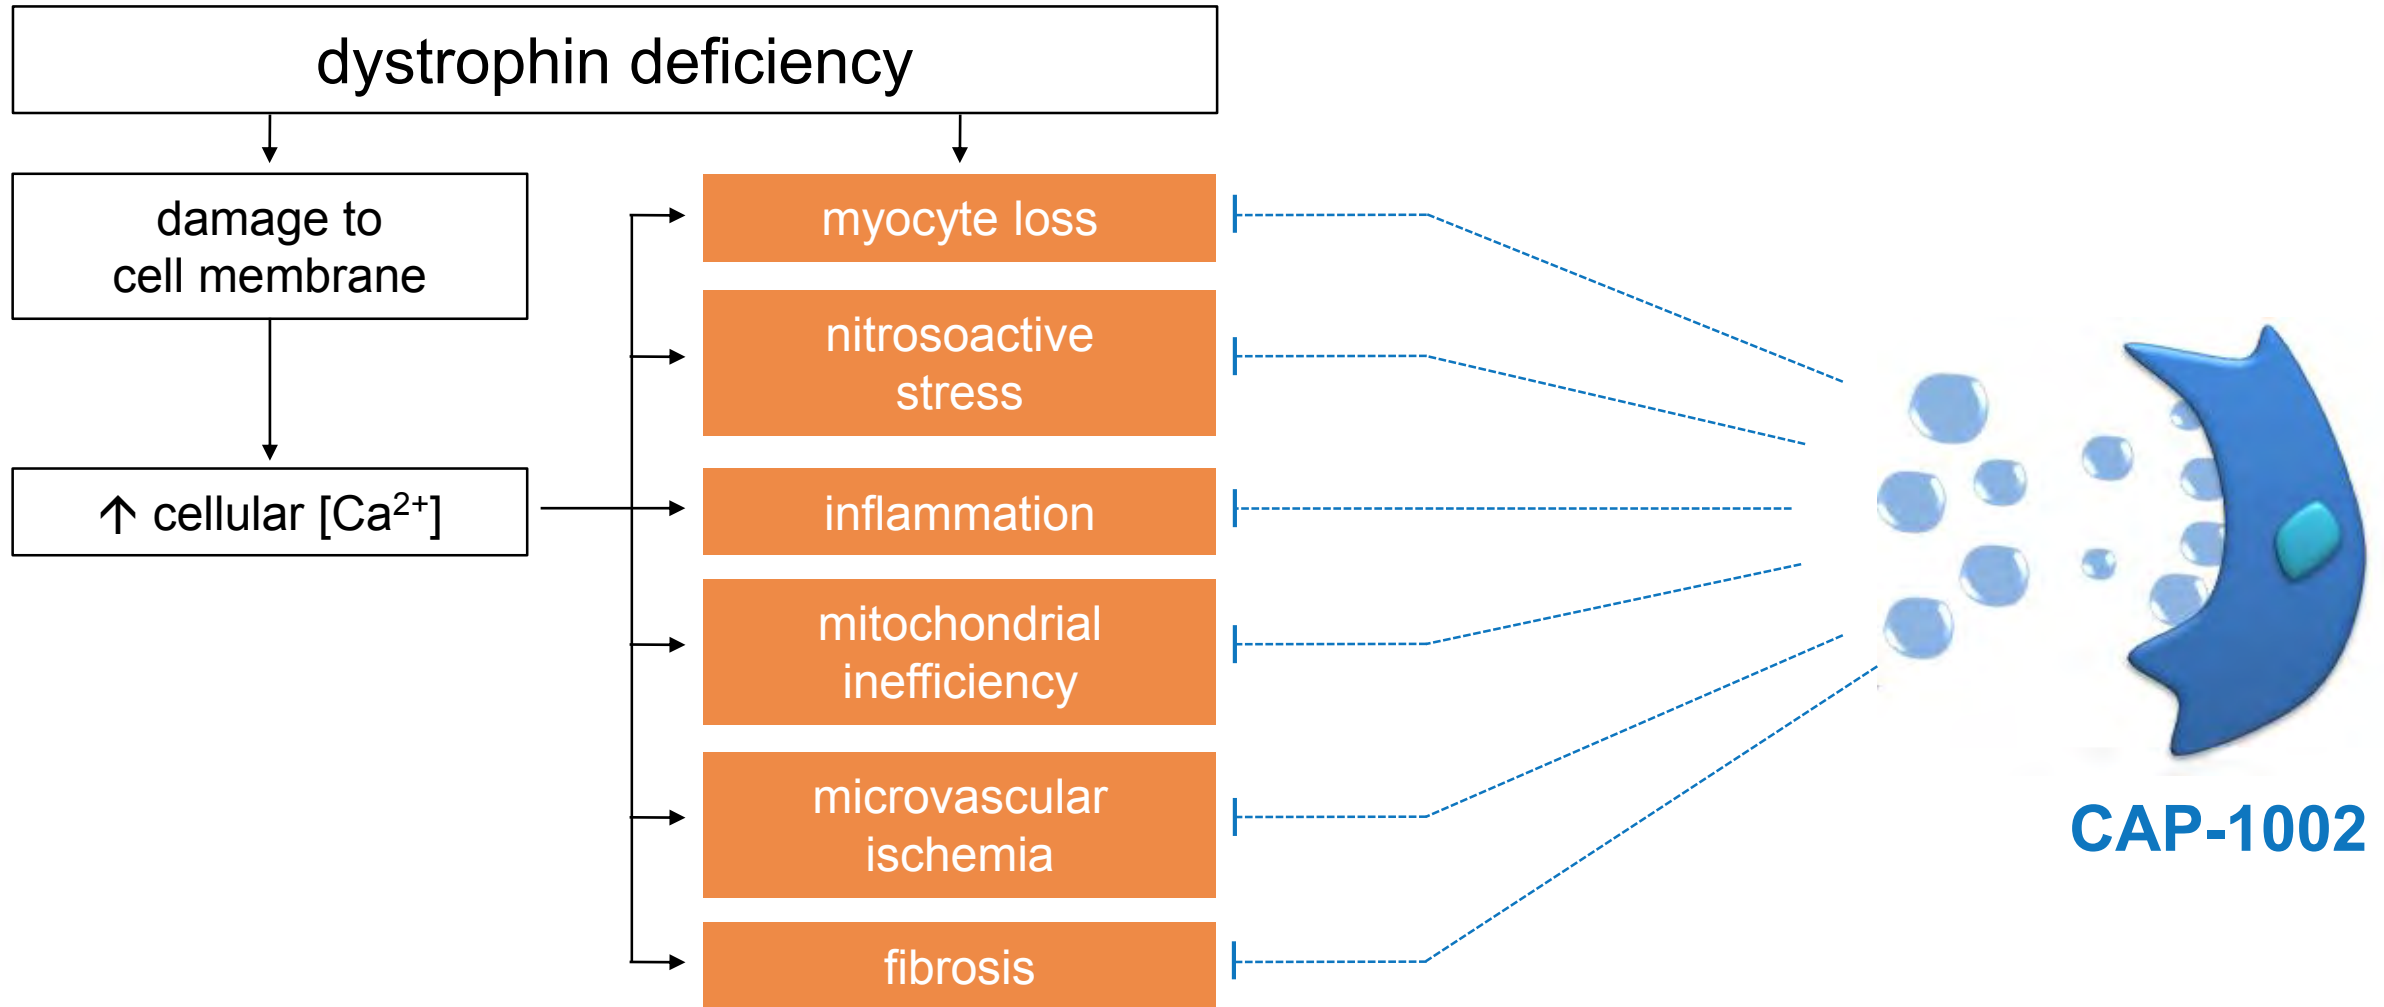 dystrophin deficiency
damage to
cell membrane
↑ cellular [Ca²⁺]
myocyte loss
nitrosoactive
stress
inflammation
mitochondrial
inefficiency
microvascular
ischemia
fibrosis
CAP-1002